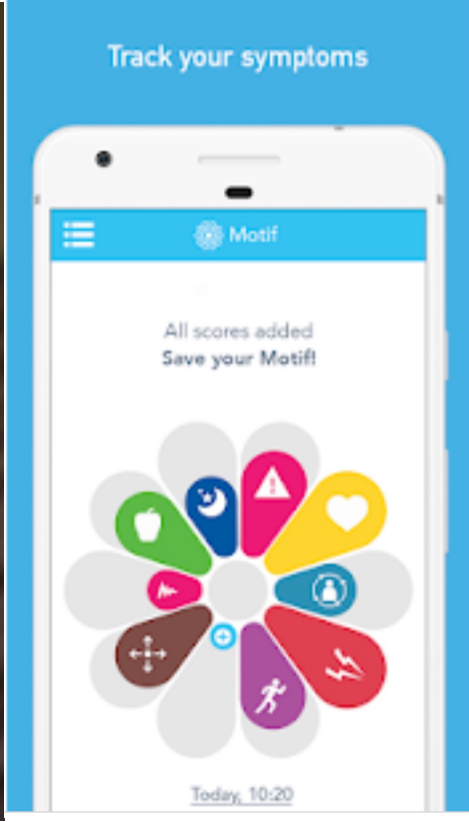 Track your symptoms
Motif
All scores added
Save your Motif!
Today, 10:20